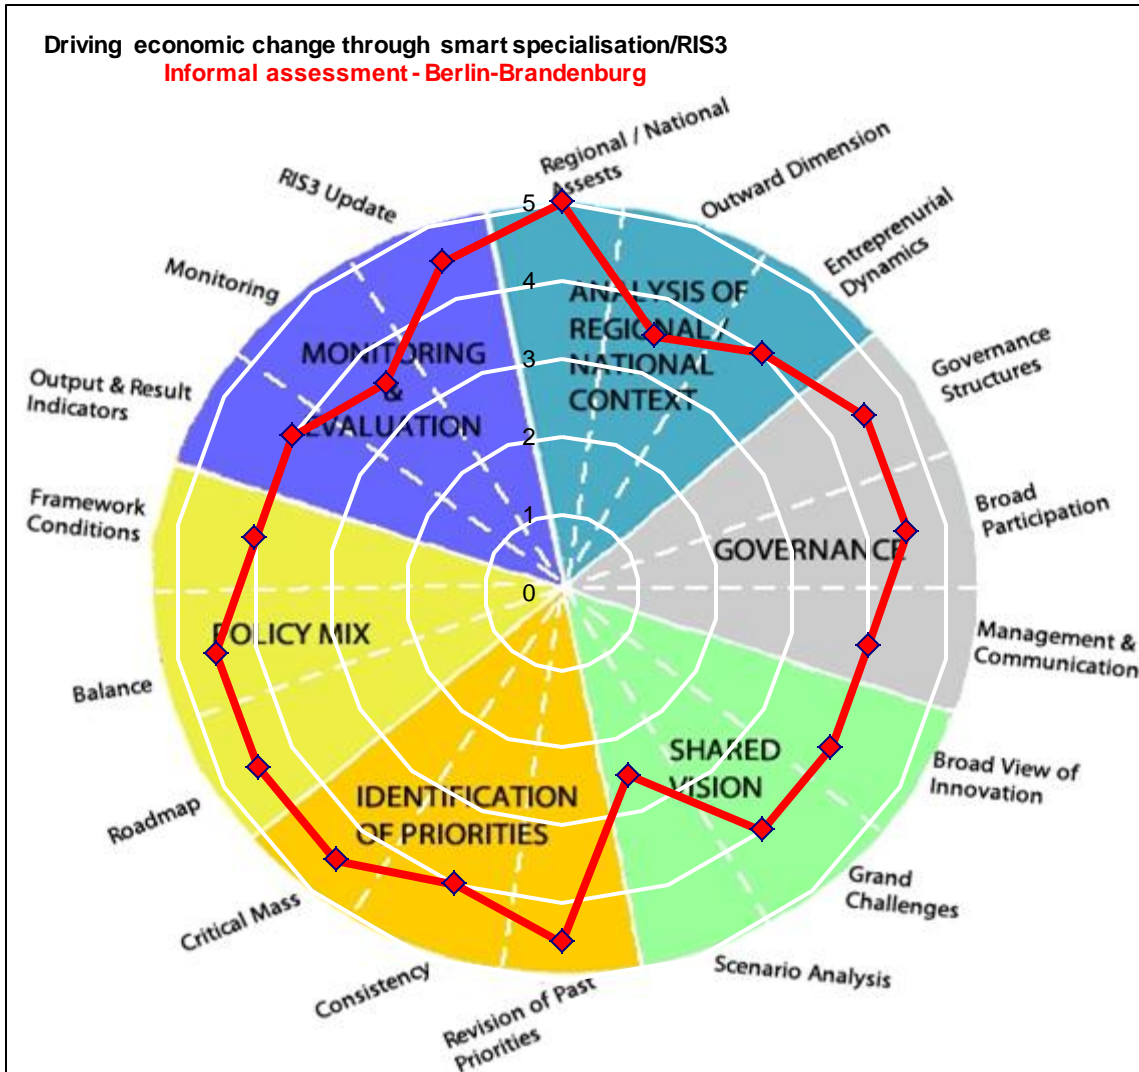 Driving economic change through smart specialisation/RIS3
Informal assessment - Berlin-Brandenburg
Regional / National
Assests
Outward Dimension
Entreprenurial
Dynamics
Governance
Structures
Broad
Participation
Management &
Communication
Broad View of
Innovation
Grand
Challenges
Scenario Analysis
Revision of Past
Priorities
Consistency
Critical Mass
Roadmap
Balance
Framework
Conditions
Output & Result
Indicators
Monitoring
RIS3 Update
5
4
3
2
1
0
ANALYSIS OF
REGIONAL /
NATIONAL
CONTEXT
GOVERNANCE
SHARED
VISION
IDENTIFICATION
OF PRIORITIES
POLICY MIX
MONITORING
&
EVALUATION